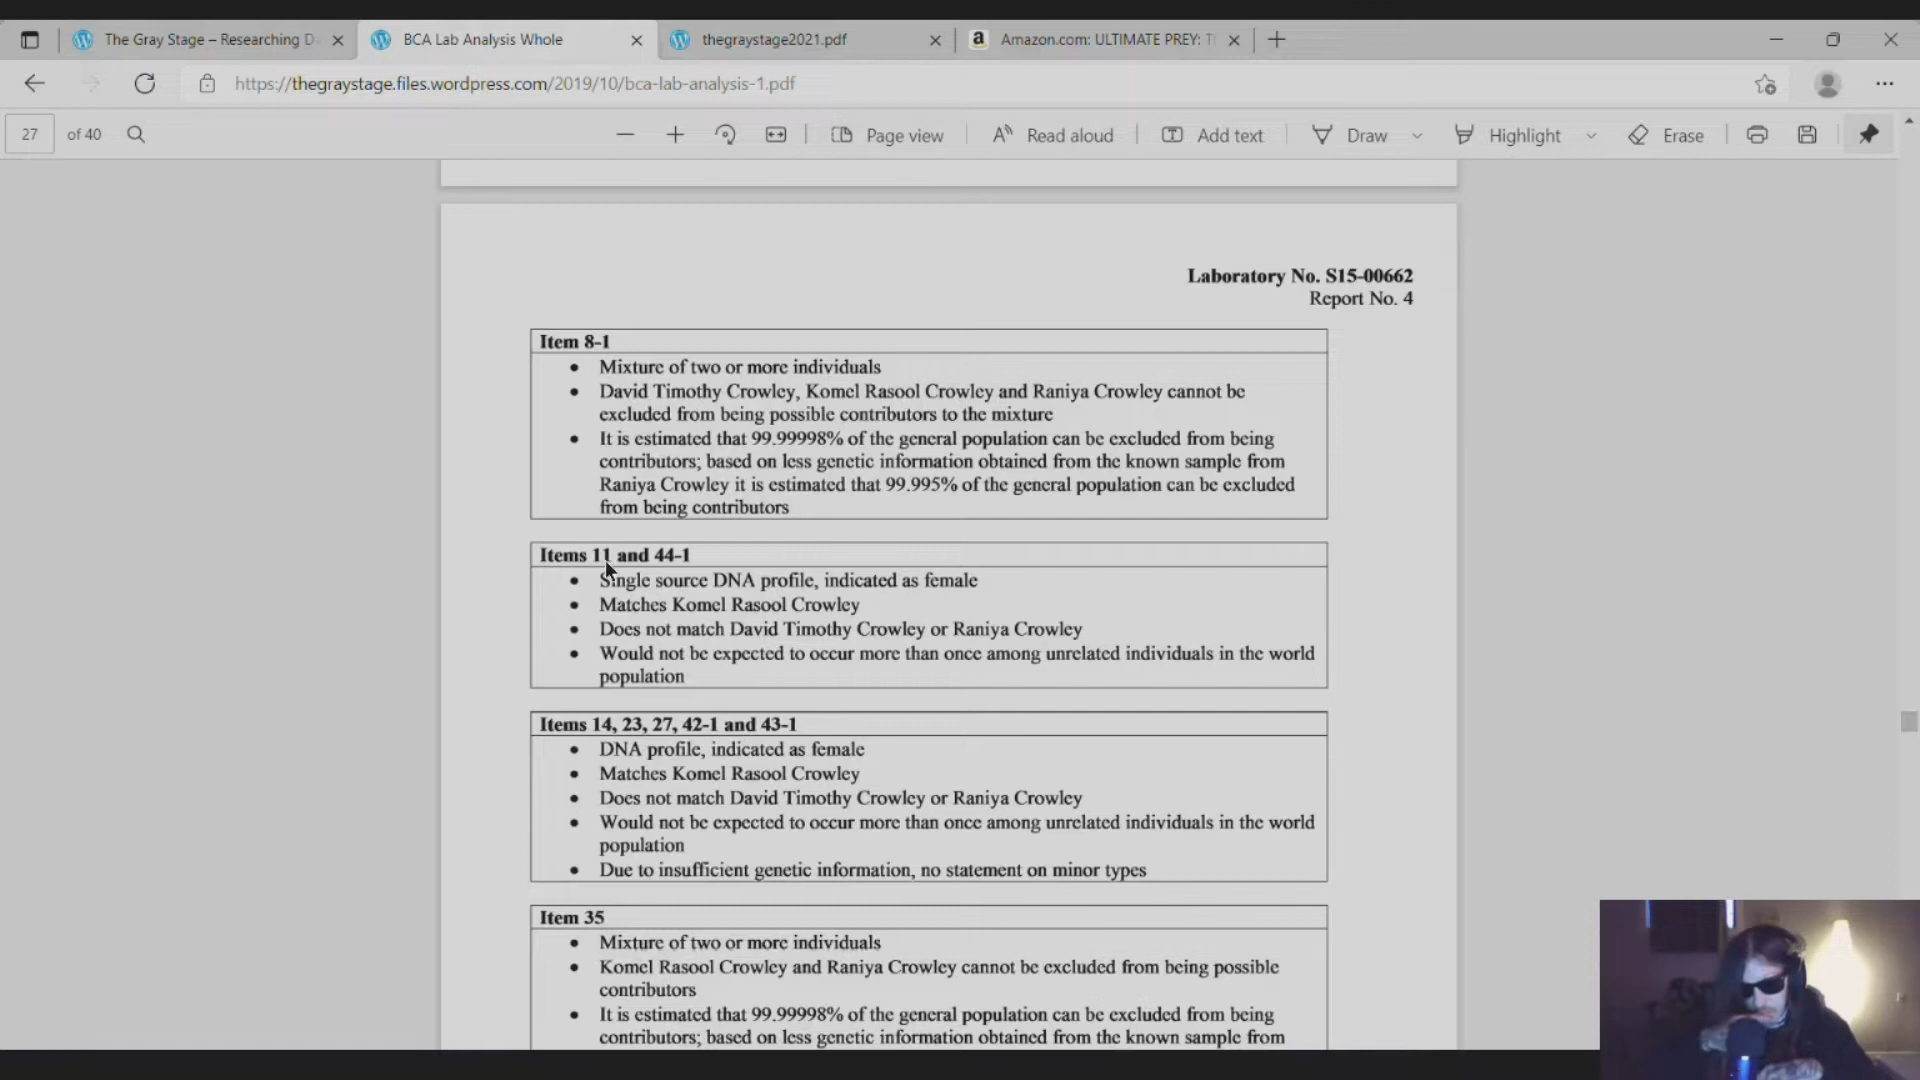 The Gray Stage – Researching D
BCA Lab Analysis Whole
thegraystage2021.pdf
a
Amazon.com: ULTIMATE PREY: T
https://thegraystage.files.wordpress.com/2019/10/bca-lab-analysis-1.pdf
27 of 40
Page view
Read aloud
Add text
Draw
Highlight
Erase
Laboratory No. S15-00662
Report No. 4
Item 8-1
• Mixture of two or more individuals
• David Timothy Crowley, Komel Rasool Crowley and Raniya Crowley cannot be
excluded from being possible contributors to the mixture
• It is estimated that 99.99998% of the general population can be excluded from being
contributors; based on less genetic information obtained from the known sample from
Raniya Crowley it is estimated that 99.995% of the general population can be excluded
from being contributors
Items 11 and 44-1
• Single source DNA profile, indicated as female
• Matches Komel Rasool Crowley
• Does not match David Timothy Crowley or Raniya Crowley
• Would not be expected to occur more than once among unrelated individuals in the world
population
Items 14, 23, 27, 42-1 and 43-1
• DNA profile, indicated as female
• Matches Komel Rasool Crowley
• Does not match David Timothy Crowley or Raniya Crowley
• Would not be expected to occur more than once among unrelated individuals in the world
population
• Due to insufficient genetic information, no statement on minor types
Item 35
• Mixture of two or more individuals
• Komel Rasool Crowley and Raniya Crowley cannot be excluded from being possible
contributors
• It is estimated that 99.99998% of the general population can be excluded from being
contributors; based on less genetic information obtained from the known sample from